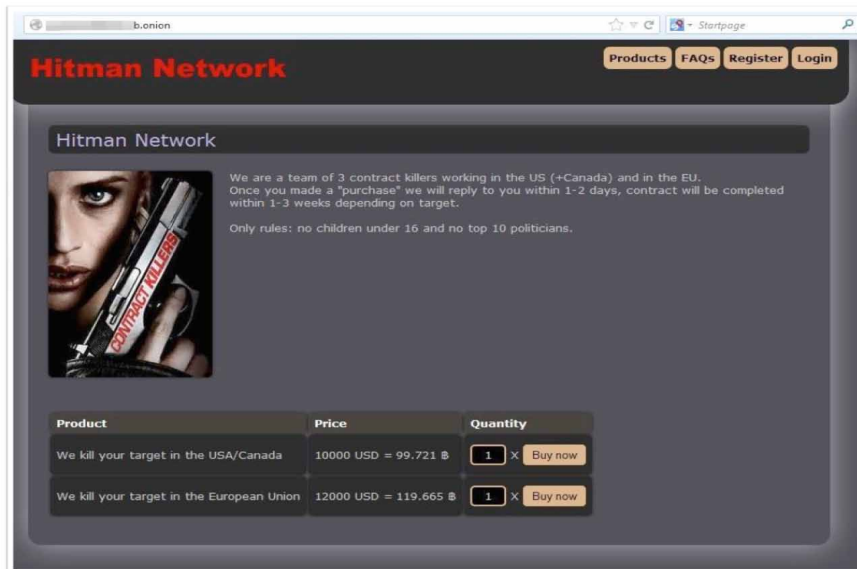 b.onion
Startpage
Hitman Network
Products FAQs Register Login
Hitman Network
We are a team of 3 contract killers working in the US (+Canada) and in the EU.
Once you made a "purchase" we will reply to you within 1-2 days, contract will be completed
within 1-3 weeks depending on target.
Only rules: no children under 16 and no top 10 politicians.
CONTRACT KILLERS
Product Price Quantity
We kill your target in the USA/Canada 10000 USD = 99.721 ฿ 1 X Buy now
We kill your target in the European Union 12000 USD = 119.665 ฿ 1 X Buy now